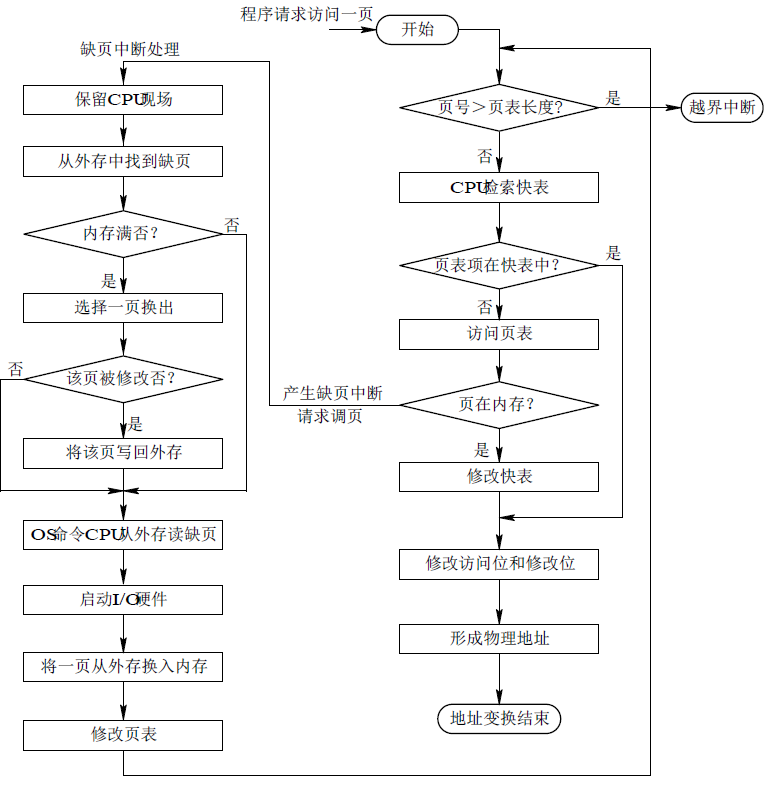 程序请求访问一页
开始
缺页中断处理
保留CPU现场
页号＞页表长度?
是
越界中断
从外存中找到缺页
否
CPU检索快表
内存满否?
否
是
页表项在快表中?
是
选择一页换出
否
访问页表
否
该页被修改否?
是
产生缺页中断
请求调页
页在内存?
是
将该页写回外存
修改快表
OS命令CPU从外存读缺页
修改访问位和修改位
启动I/O硬件
形成物理地址
将一页从外存换入内存
地址变换结束
修改页表